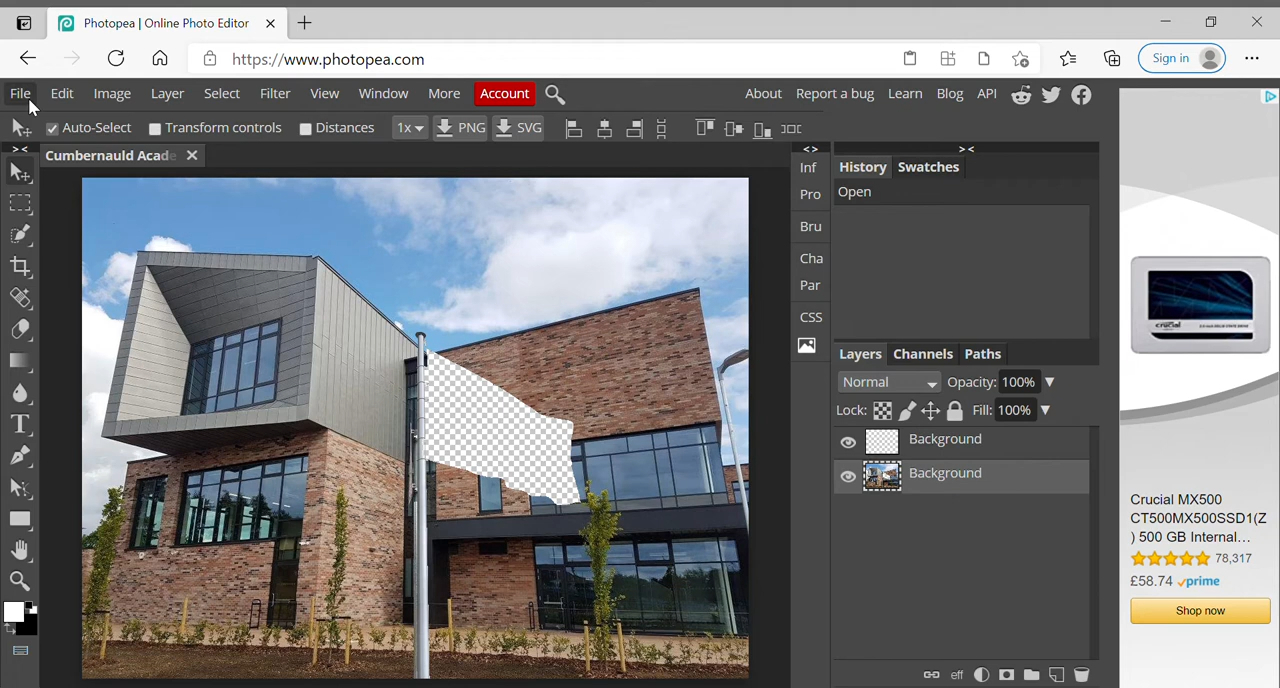 Photopea | Online Photo Editor
https://www.photopea.com
Sign in
File Edit Image Layer Select Filter View Window More Account
About Report a bug Learn Blog API
Auto-Select Transform controls Distances 1x PNG SVG
Cumbernauld Acade
Inf
Pro
Bru
Cha
Par
CSS
History Swatches
Open
Layers Channels Paths
Normal Opacity: 100%
Lock: Fill: 100%
Background
Background
eff
crucial
Crucial MX500
CT500MX500SSD1(Z
) 500 GB Internal...
78,317
£58.74 prime
Shop now